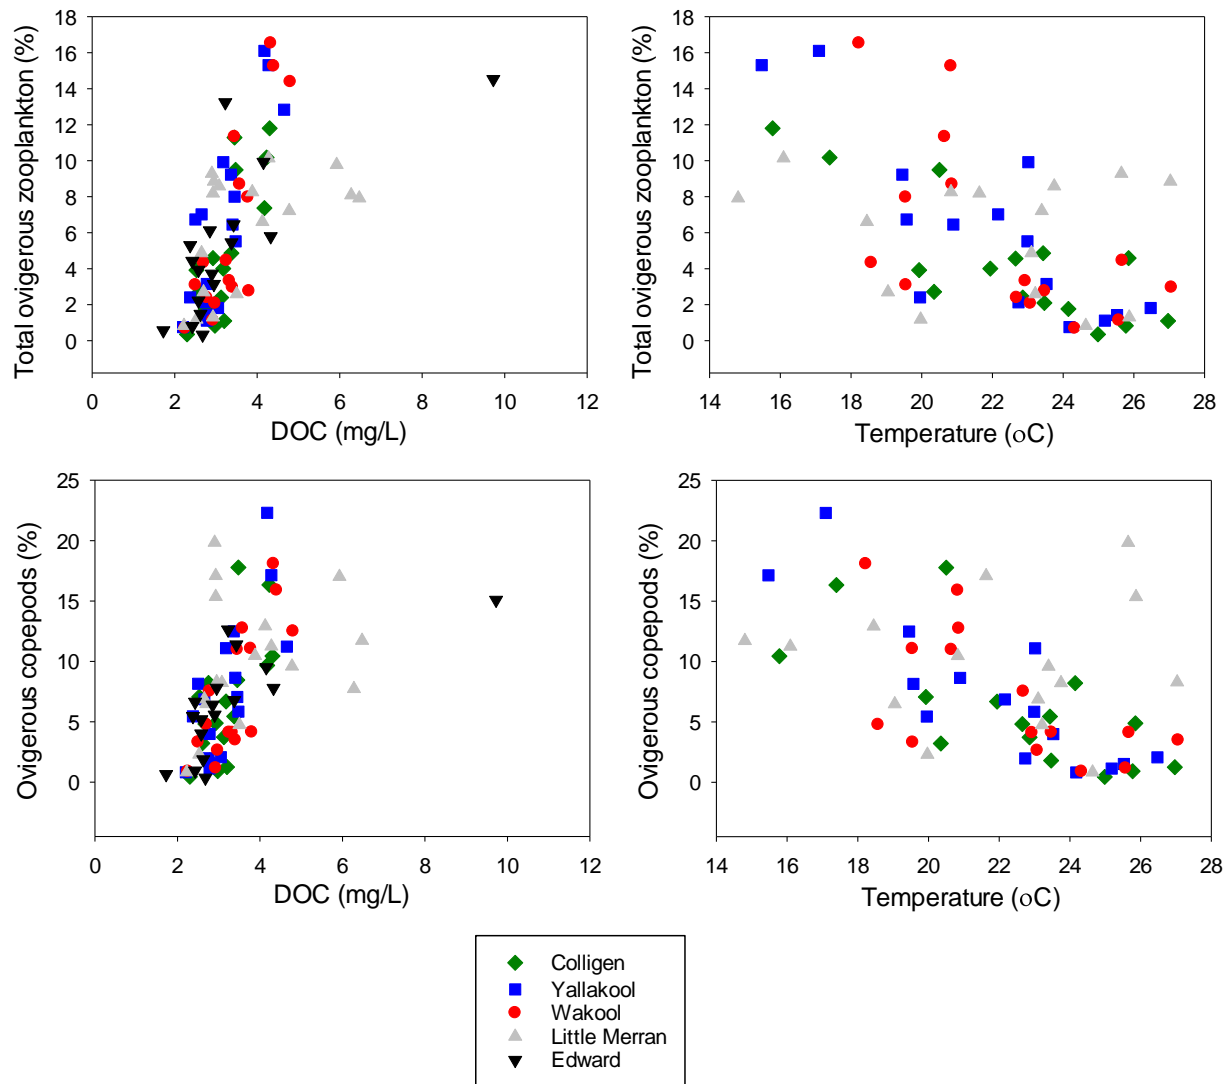 Total ovigerous zooplankton (%)
18
16
14
12
10
8
6
4
2
0
0 2 4 6 8 10 12
DOC (mg/L)
Total ovigerous zooplankton (%)
18
16
14
12
10
8
6
4
2
0
14 16 18 20 22 24 26 28
Temperature (oC)
Ovigerous copepods (%)
25
20
15
10
5
0
0 2 4 6 8 10 12
DOC (mg/L)
Ovigerous copepods (%)
25
20
15
10
5
0
14 16 18 20 22 24 26 28
Temperature (oC)
Colligen
Yallakool
Wakool
Little Merran
Edward